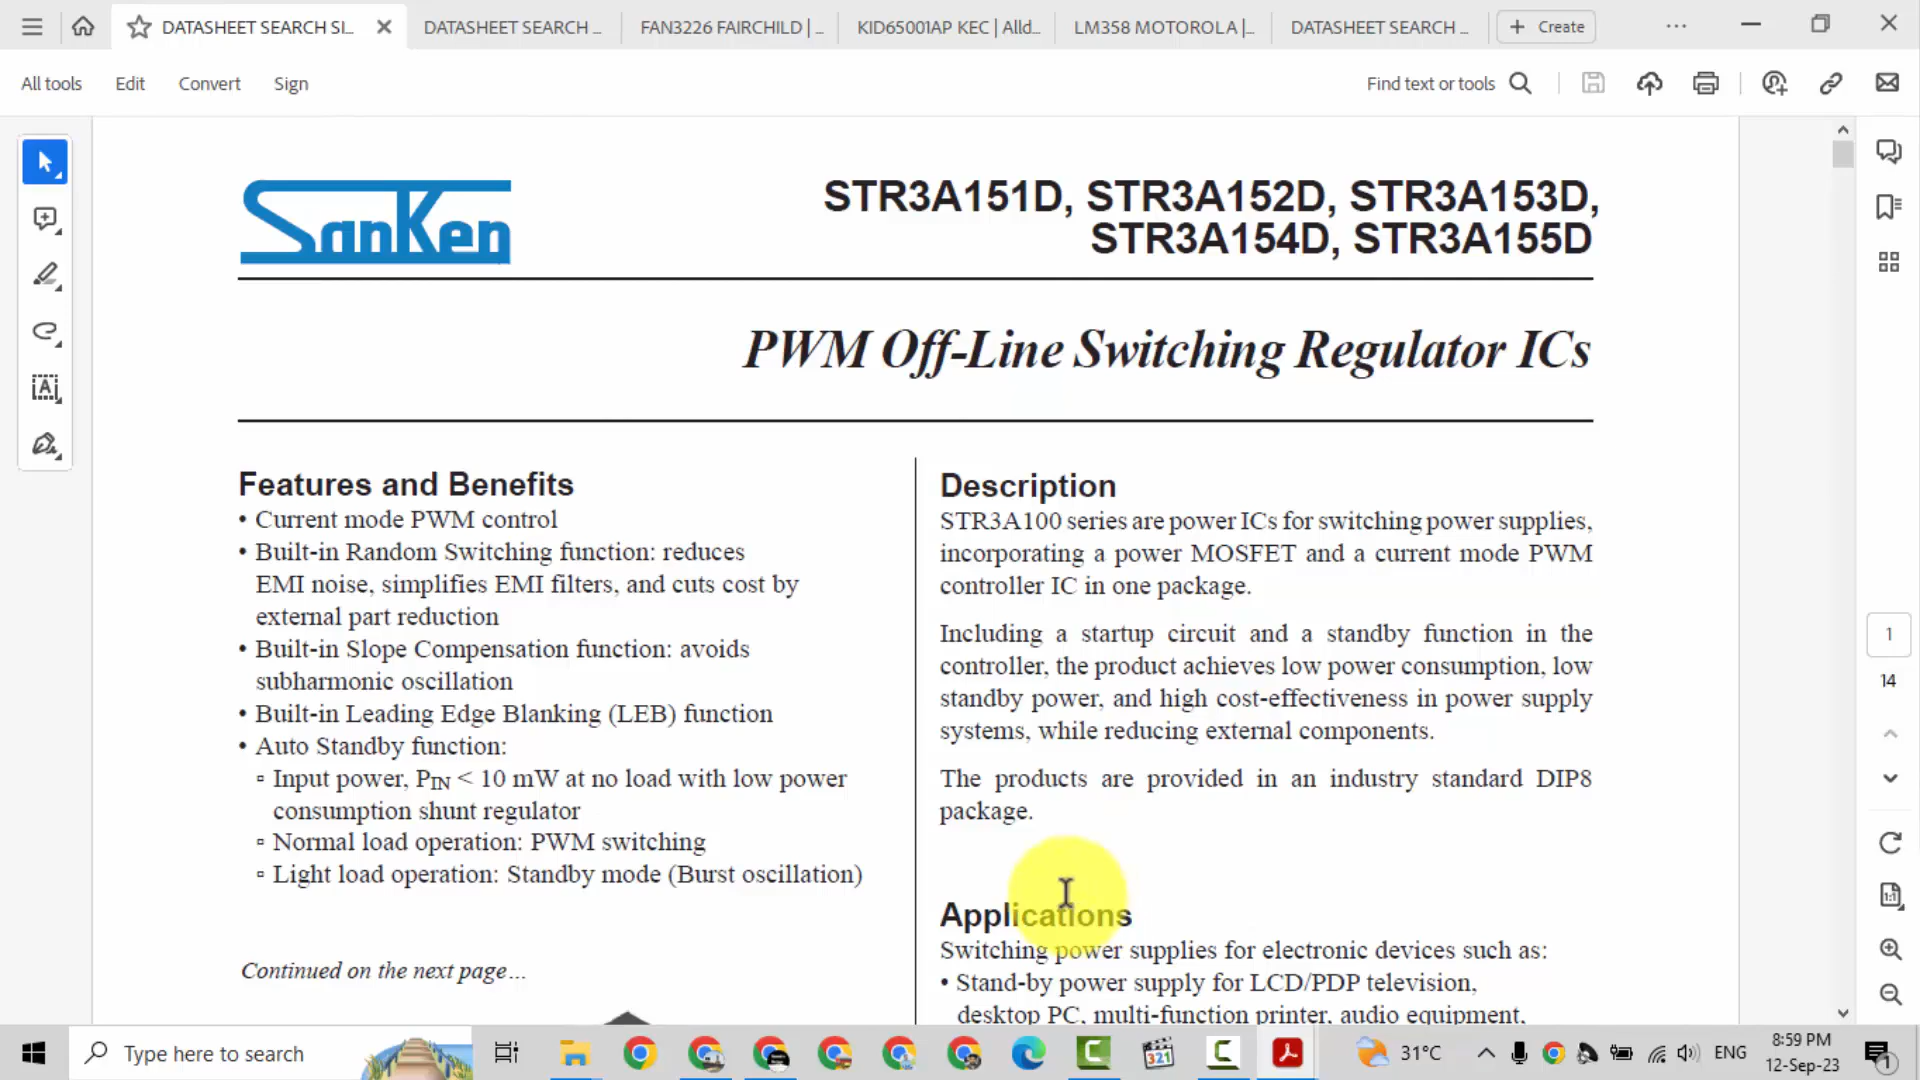 DATASHEET SEARCH SI...
DATASHEET SEARCH ...
FAN3226 FAIRCHILD | ...
KID65001AP KEC | Alld...
LM358 MOTOROLA |...
DATASHEET SEARCH ...
+ Create
All tools
Edit
Convert
Sign
Find text or tools
SanKen
STR3A151D, STR3A152D, STR3A153D,
STR3A154D, STR3A155D
PWM Off-Line Switching Regulator ICs
Features and Benefits
• Current mode PWM control
• Built-in Random Switching function: reduces
EMI noise, simplifies EMI filters, and cuts cost by
external part reduction
• Built-in Slope Compensation function: avoids
subharmonic oscillation
• Built-in Leading Edge Blanking (LEB) function
• Auto Standby function:
▫ Input power, PIN < 10 mW at no load with low power
consumption shunt regulator
▫ Normal load operation: PWM switching
▫ Light load operation: Standby mode (Burst oscillation)
Continued on the next page…
Description
STR3A100 series are power ICs for switching power supplies,
incorporating a power MOSFET and a current mode PWM
controller IC in one package.
Including a startup circuit and a standby function in the
controller, the product achieves low power consumption, low
standby power, and high cost-effectiveness in power supply
systems, while reducing external components.
The products are provided in an industry standard DIP8
package.
Applications
Switching power supplies for electronic devices such as:
• Stand-by power supply for LCD/PDP television,
desktop PC, multi-function printer, audio equipment,
1
14
1:1
Type here to search
321
31°C
ENG
8:59 PM
12-Sep-23
1